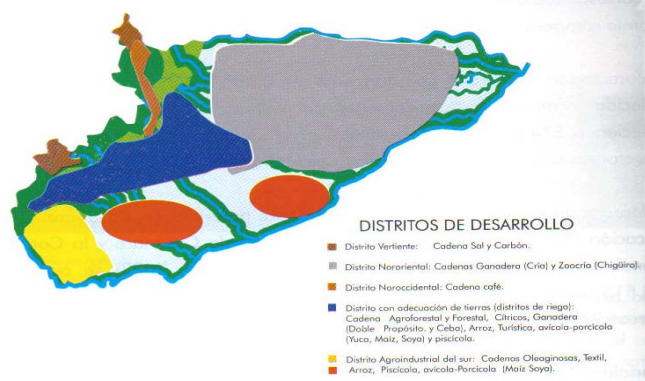 DISTRITOS DE DESARROLLO
Distrito Vertiente: Cadena Sal y Carbón.
Distrito Nororiental: Cadenas Ganadera (Cría) y Zoocría (Chigüiro).
Distrito Noroccidental: Cadena café.
Distrito con adecuación de tierras (distritos de riego):
Cadena Agroforestal y Forestal, Cítricos, Ganadera
(Doble Propósito. y Ceba), Arroz, Turística, avícola-porcícola
(Yuca, Maíz, Soya) y piscícola.
Distrito Agroindustrial del sur: Cadenas Oleaginosas, Textil,
Arroz, Piscícola, avícola-Porcícola (Maíz Soya).